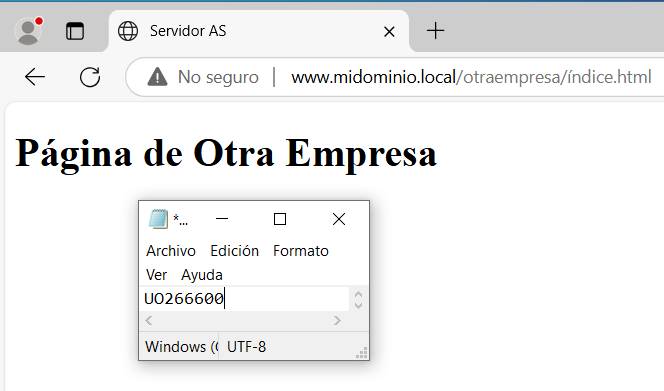 Servidor AS
No seguro | www.midominio.local/otraempresa/índice.html
Página de Otra Empresa
*...
Archivo Edición Formato
Ver Ayuda
UO266600
Windows (C UTF-8